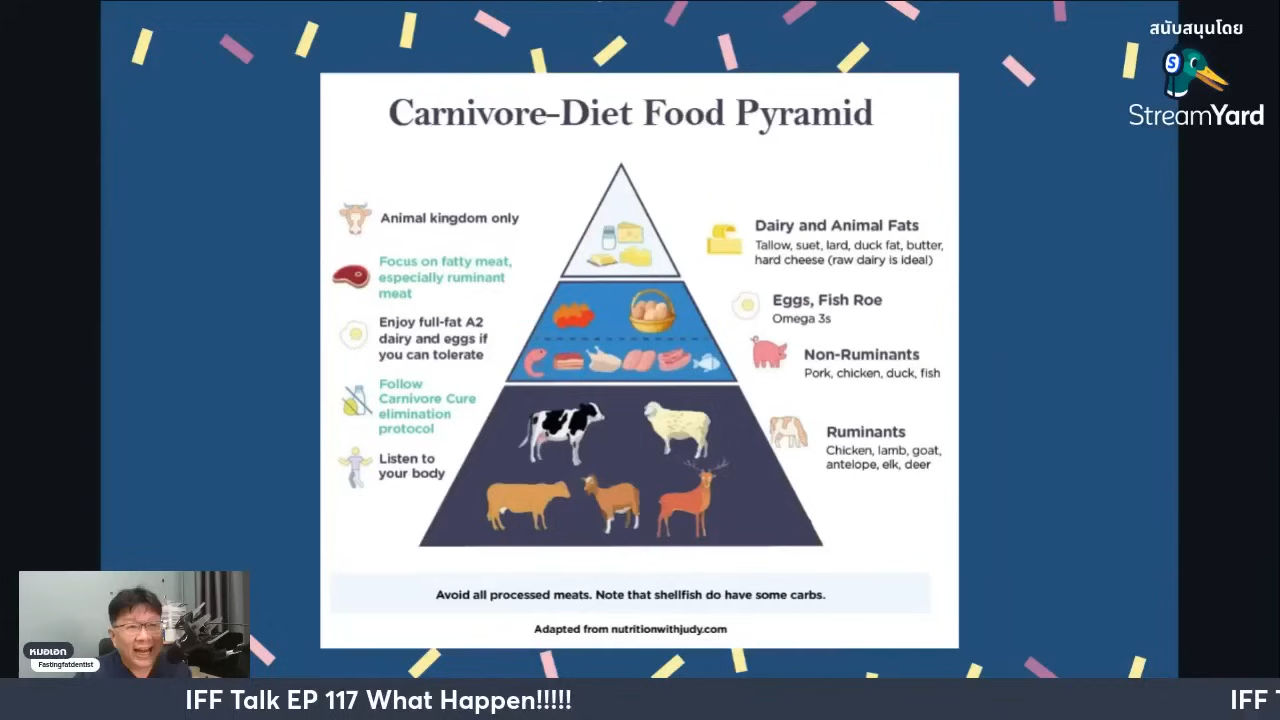 สนับสนุนโดย
StreamYard
Carnivore-Diet Food Pyramid
Animal kingdom only
Focus on fatty meat,
especially ruminant
meat
Enjoy full-fat A2
dairy and eggs if
you can tolerate
Follow
Carnivore Cure
elimination
protocol
Listen to
your body
Dairy and Animal Fats
Tallow, suet, lard, duck fat, butter,
hard cheese (raw dairy is ideal)
Eggs, Fish Roe
Omega 3s
Non-Ruminants
Pork, chicken, duck, fish
Ruminants
Chicken, lamb, goat,
antelope, elk, deer
Avoid all processed meats. Note that shellfish do have some carbs.
Adapted from nutritionwithjudy.com
หมอเอก
Fastingfatdentist
IFF Talk EP 117 What Happen!!!!!
IFF T